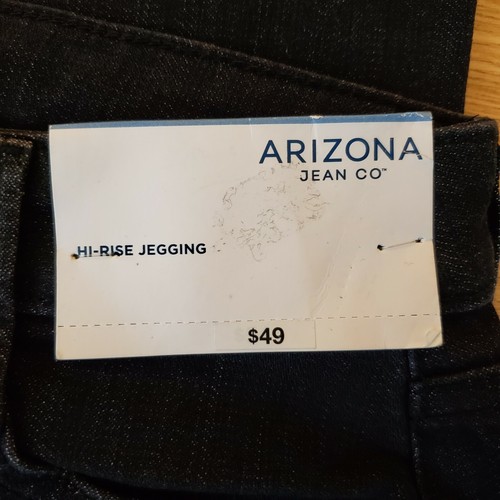 ARIZONA
JEAN CO™
HI-RISE JEGGING
$49